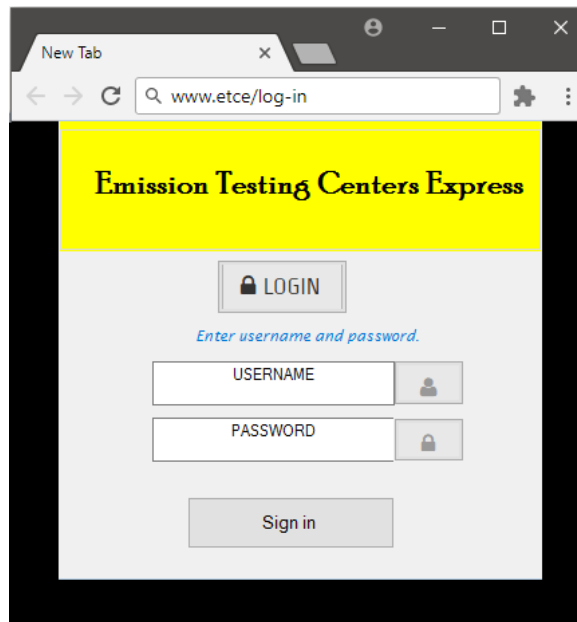 New Tab
www.etce/log-in
Emission Testing Centers Express
LOGIN
Enter username and password.
USERNAME
PASSWORD
Sign in